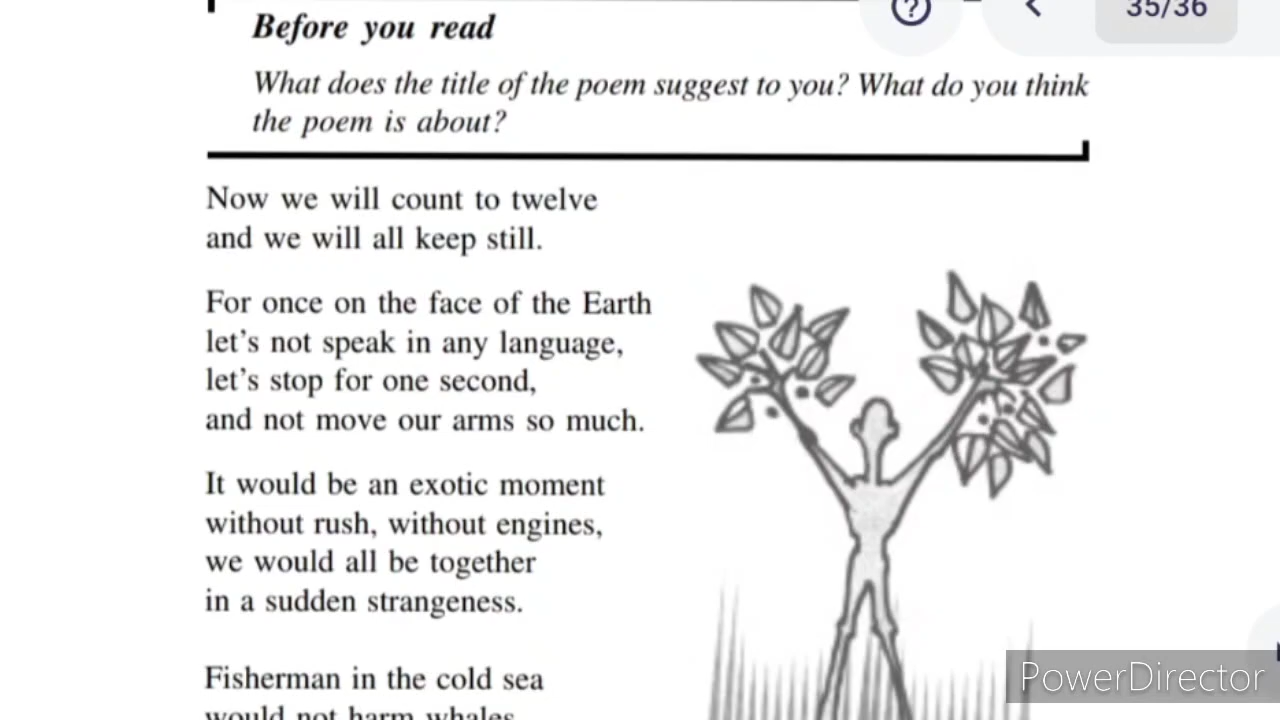 35/36
Before you read
What does the title of the poem suggest to you? What do you think
the poem is about?
Now we will count to twelve
and we will all keep still.
For once on the face of the Earth
let's not speak in any language,
let's stop for one second,
and not move our arms so much.
It would be an exotic moment
without rush, without engines,
we would all be together
in a sudden strangeness.
Fisherman in the cold sea
would not harm whales
PowerDirector